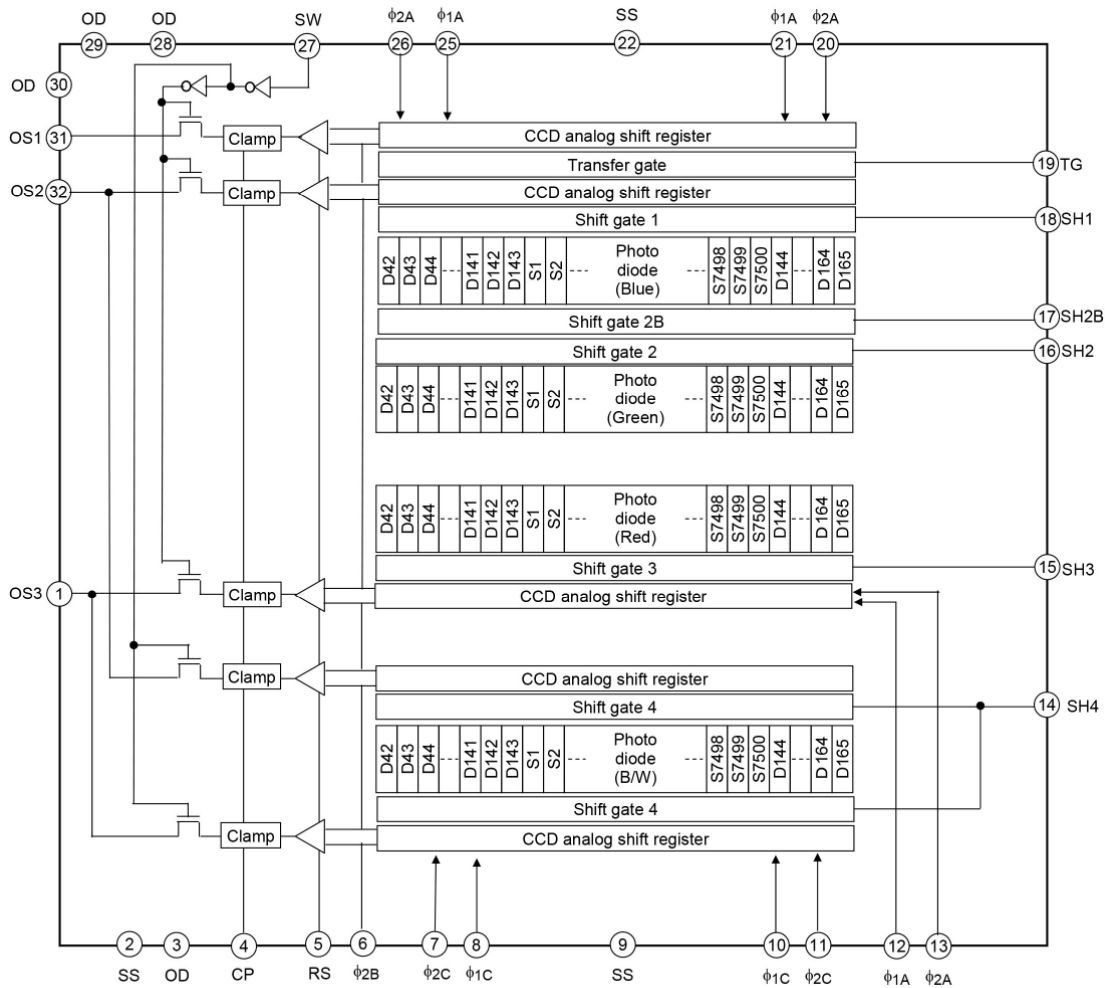 OD OD SW ϕ2A ϕ1A SS ϕ1A ϕ2A
29 28 27 26 25 22 21 20
OD 30
OS1 31 Clamp CCD analog shift register
Transfer gate 19 TG
OS2 32 Clamp CCD analog shift register
Shift gate 1 18 SH1
D42 D43 D44 ---- D141 D142 D143 S1 S2 --- Photo diode (Blue) --- S7498 S7499 S7500 D144 ---- D164 D165
Shift gate 2B 17 SH2B
Shift gate 2 16 SH2
D42 D43 D44 ---- D141 D142 D143 S1 S2 --- Photo diode (Green) --- S7498 S7499 S7500 D144 ---- D164 D165
D42 D43 D44 ---- D141 D142 D143 S1 S2 --- Photo diode (Red) --- S7498 S7499 S7500 D144 ---- D164 D165
Shift gate 3 15 SH3
OS3 1 Clamp CCD analog shift register
Clamp CCD analog shift register
Shift gate 4 14 SH4
D42 D43 D44 ---- D141 D142 D143 S1 S2 --- Photo diode (B/W) --- S7498 S7499 S7500 D144 ---- D164 D165
Shift gate 4
Clamp CCD analog shift register
2 3 4 5 6 7 8 9 10 11 12 13
SS OD CP RS ϕ2B ϕ2C ϕ1C SS ϕ1C ϕ2C ϕ1A ϕ2A